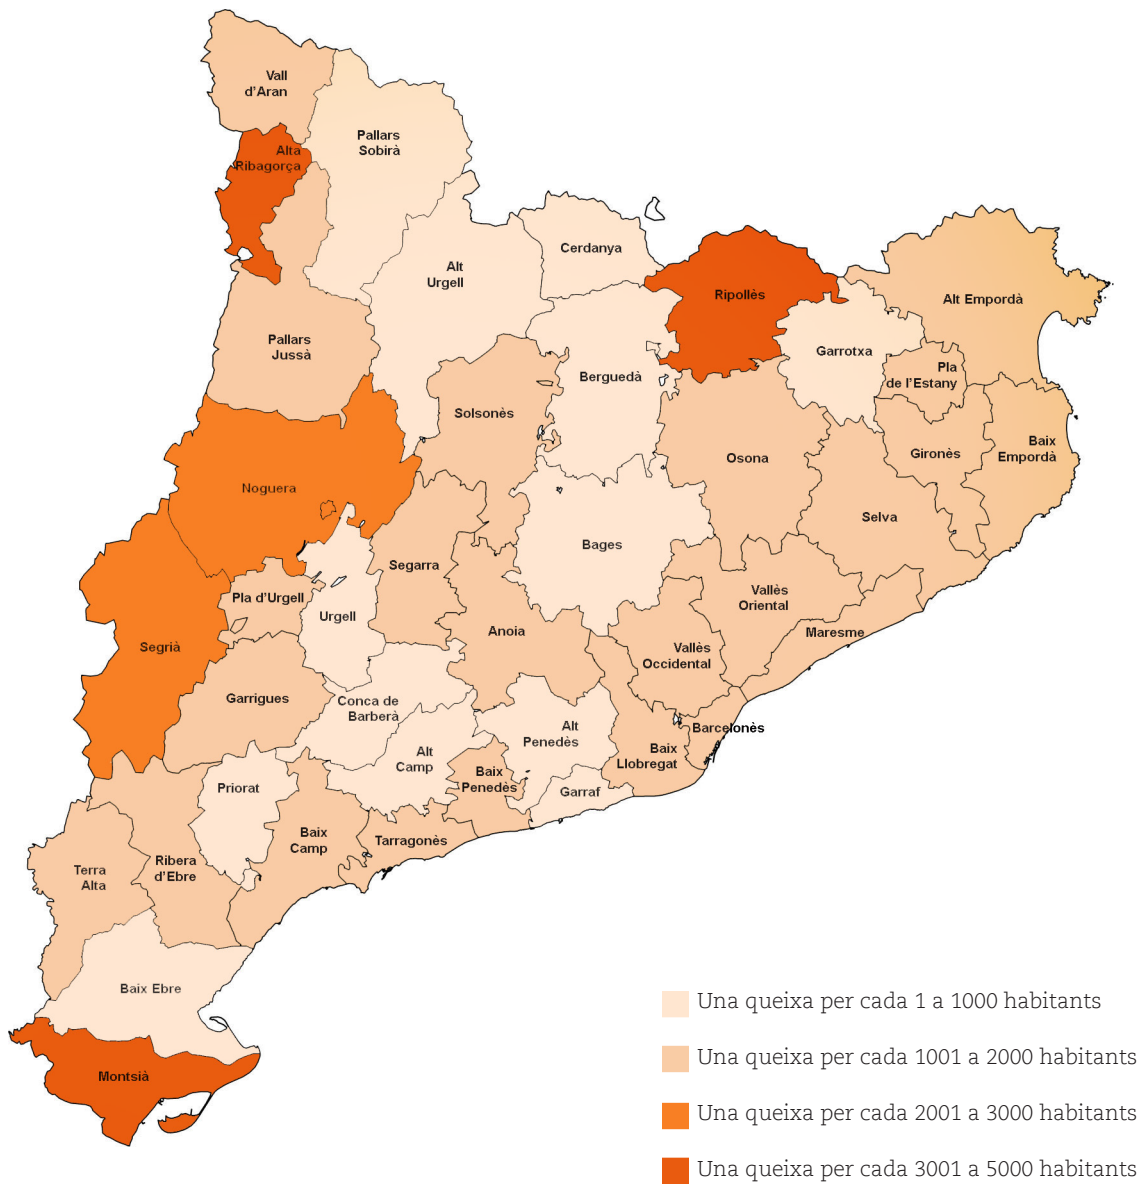 Vall
d'Aran
Alta
Ribagorça
Pallars
Sobirà
Cerdanya
Alt
Urgell
Ripollès
Alt Empordà
Pallars
Jussà
Garrotxa
Pla
de l'Estany
Berguedà
Solsonès
Osona
Gironès
Baix
Empordà
Noguera
Selva
Bages
Segarra
Pla d'Urgell
Urgell
Vallès
Oriental
Anoia
Maresme
Segrià
Vallès
Occidental
Garrigues
Conca de
Barberà
Alt
Penedès
Barcelonès
Alt
Camp
Baix
Llobregat
Baix
Penedès
Priorat
Garraf
Baix
Camp
Tarragonès
Ribera
d'Ebre
Terra
Alta
Baix Ebre
Montsià
Una queixa per cada 1 a 1000 habitants
Una queixa per cada 1001 a 2000 habitants
Una queixa per cada 2001 a 3000 habitants
Una queixa per cada 3001 a 5000 habitants